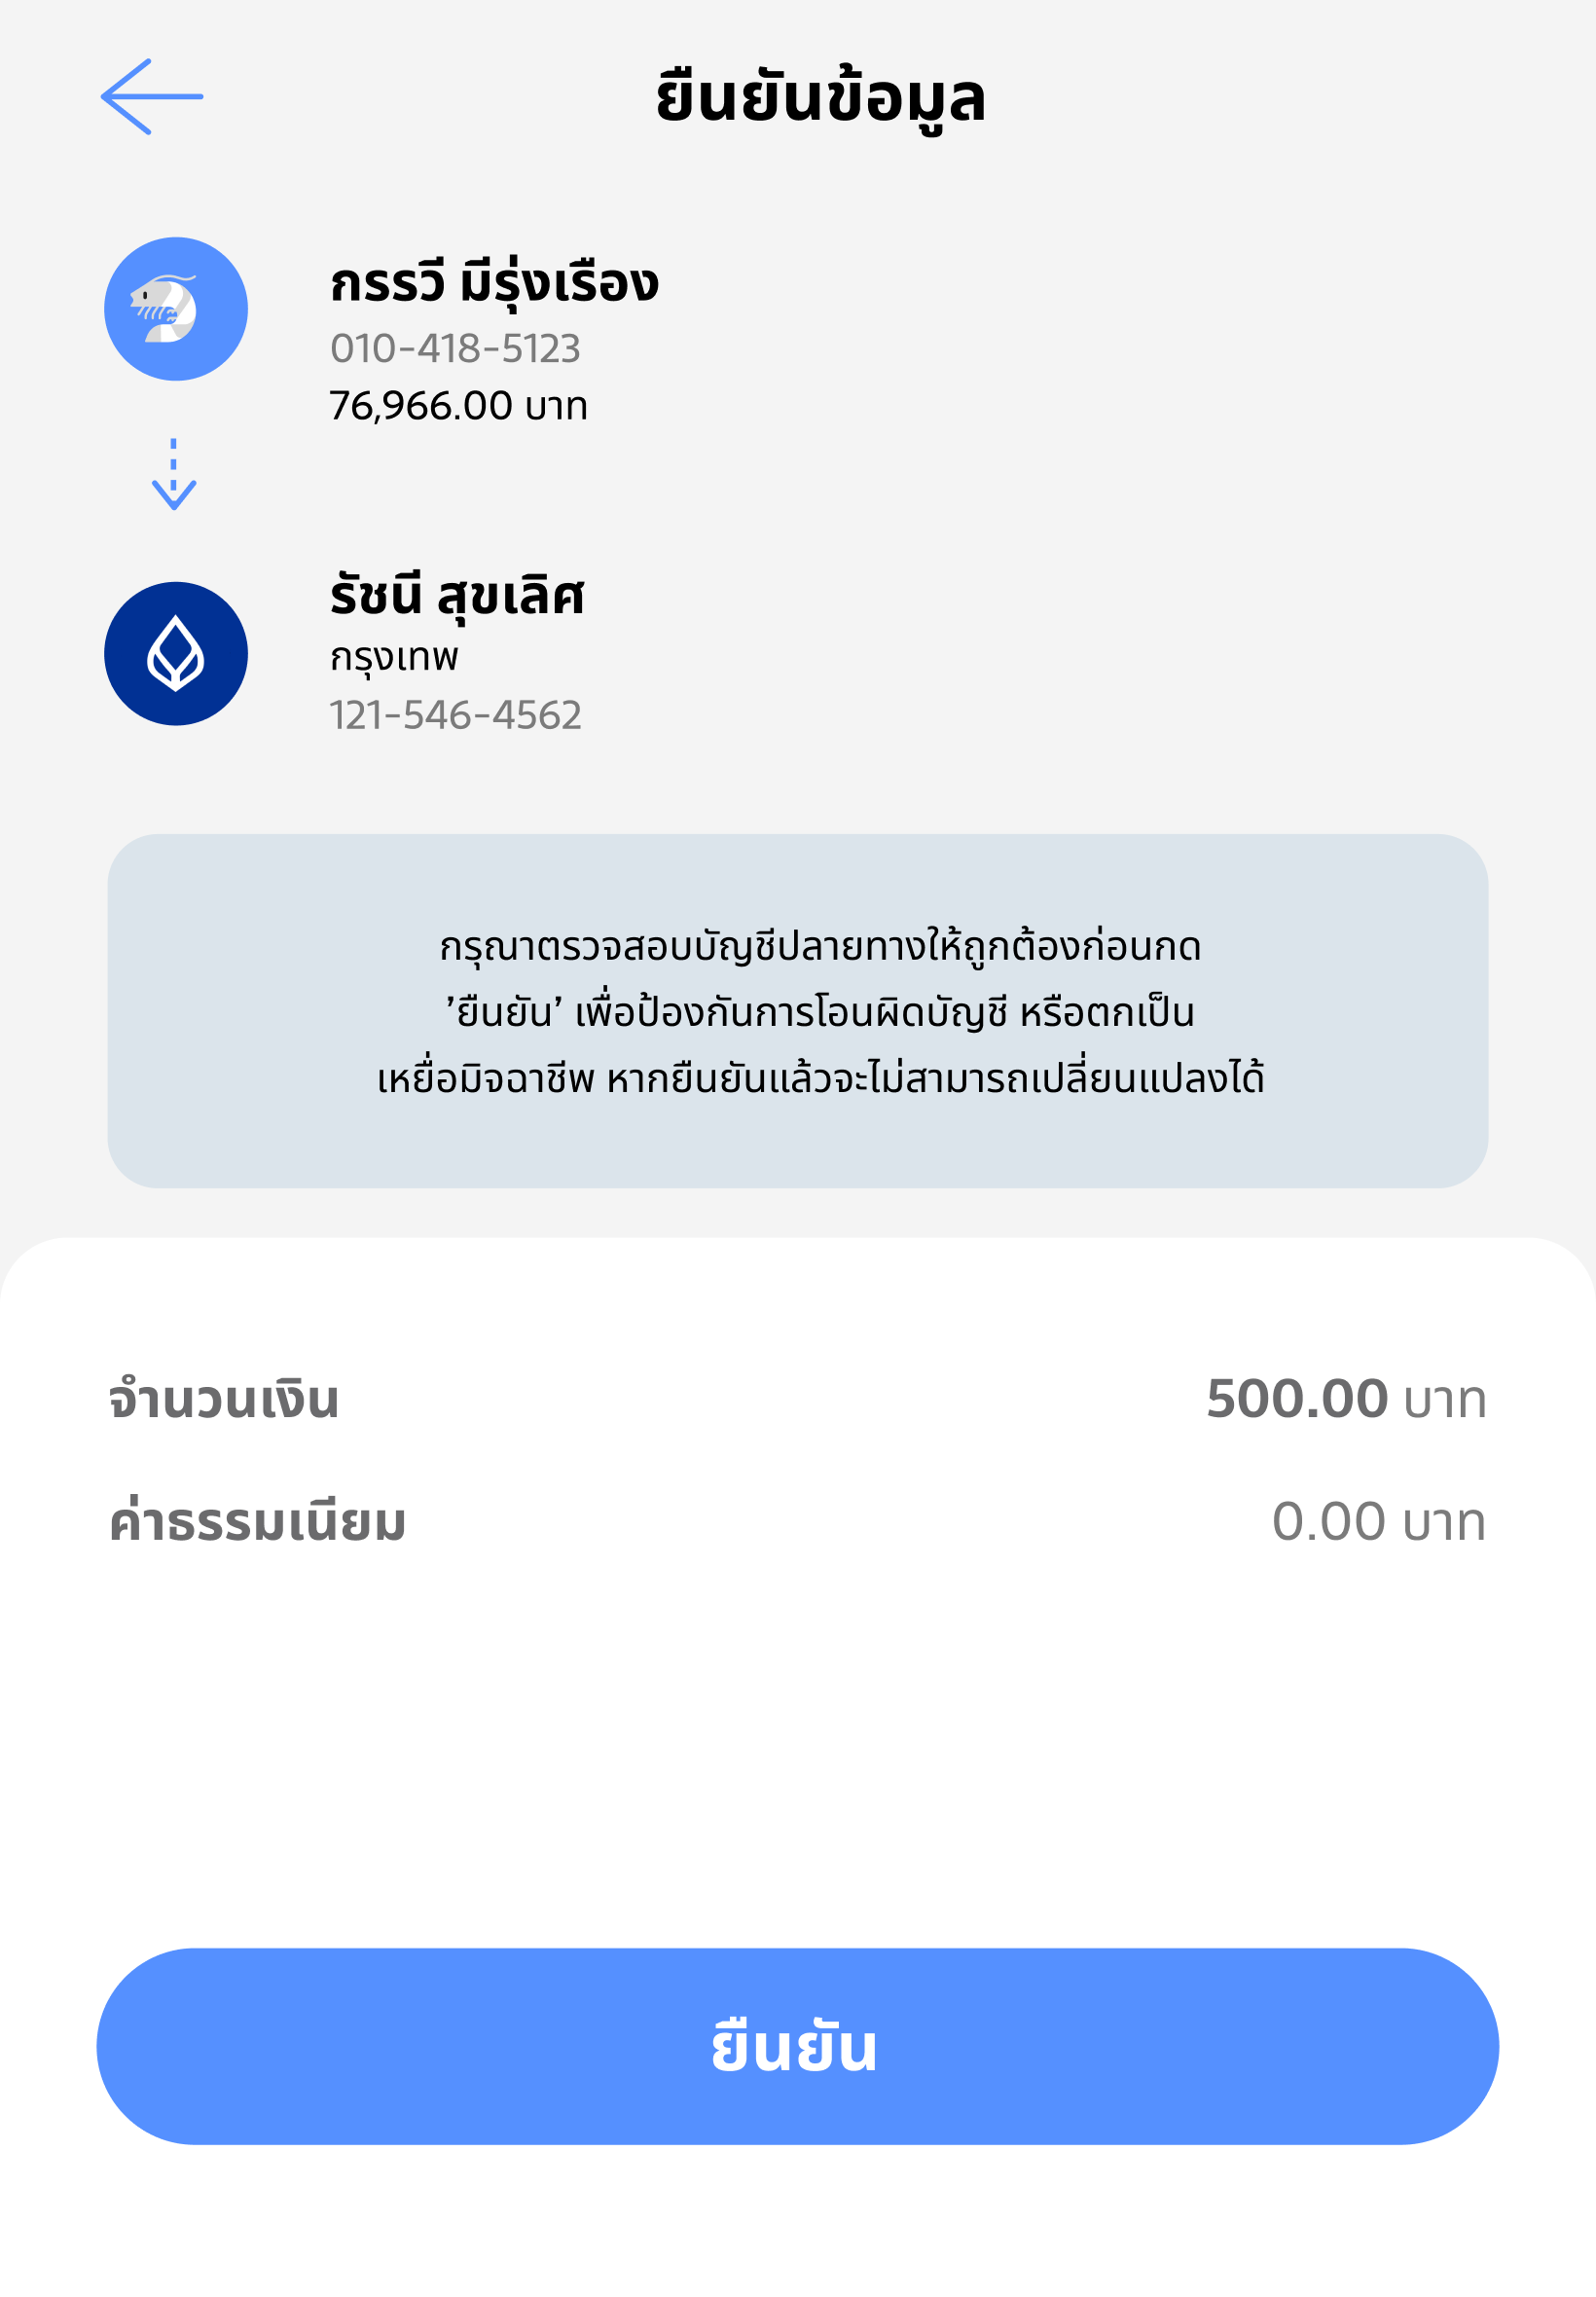 ยืนยันข้อมูล
กรรวี มีรุ่งเรือง
010-418-5123
76,966.00 บาท
รัชนี สุขเลิศ
กรุงเทพ
121-546-4562
กรุณาตรวจสอบบัญชีปลายทางให้ถูกต้องก่อนกด
’ยืนยัน’ เพื่อป้องกันการโอนผิดบัญชี หรือตกเป็น
เหยื่อมิจฉาชีพ หากยืนยันแล้วจะไม่สามารถเปลี่ยนแปลงได้
จำนวนเงิน 500.00 บาท
ค่าธรรมเนียม 0.00 บาท
ยืนยัน